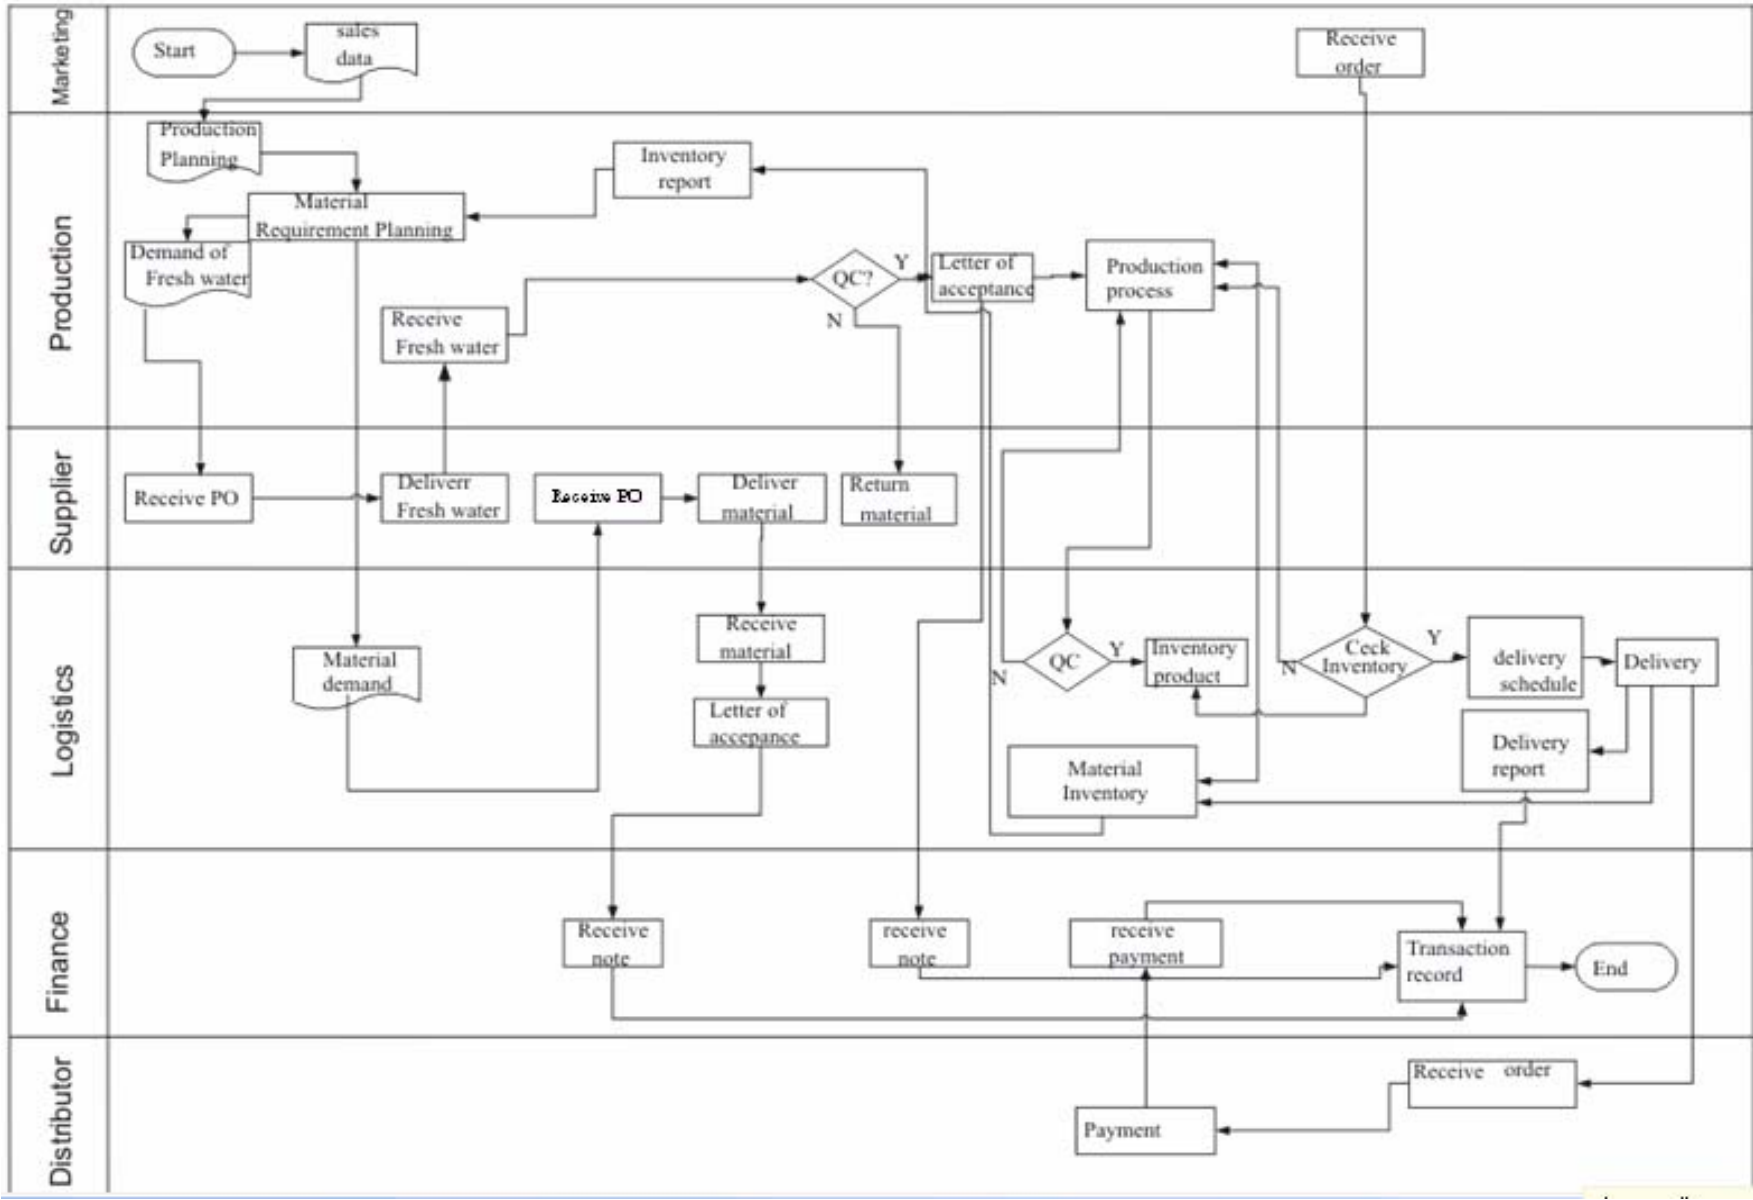 Marketing
Start
sales
data
Receive
order
Production
Production
Planning
Inventory
report
Material
Requirement Planning
Demand of
Fresh water
QC?
Y
N
Letter of
acceptance
Production
process
Receive
Fresh water
Supplier
Receive PO
Deliverr
Fresh water
Receive PO
Deliver
material
Return
material
Logistics
Material
demand
Receive
material
Letter of
accepance
QC
Y
N
Inventory
product
Ceck
Inventory
Y
N
delivery
schedule
Delivery
Delivery
report
Material
Inventory
Finance
Receive
note
receive
note
receive
payment
Transaction
record
End
Distributor
Receive order
Payment